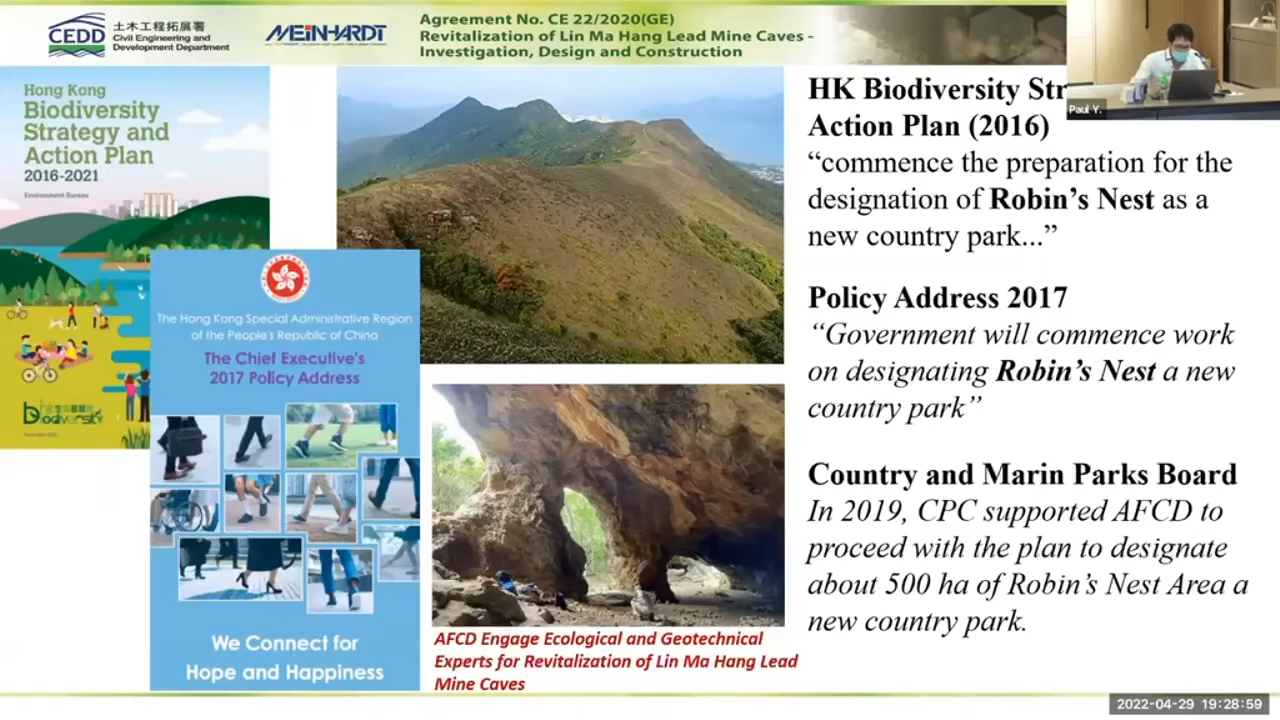 CEDD
土木工程拓展署
Civil Engineering and
Development Department
MEINHARDT
Agreement No. CE 22/2020(GE)
Revitalization of Lin Ma Hang Lead Mine Caves -
Investigation, Design and Construction
Paul Y.
Hong Kong
Biodiversity
Strategy and
Action Plan
2016-2021
Environment Bureau
The Hong Kong Special Administrative Region
of the People's Republic of China
The Chief Executive's
2017 Policy Address
We Connect for
Hope and Happiness
AFCD Engage Ecological and Geotechnical
Experts for Revitalization of Lin Ma Hang Lead
Mine Caves
HK Biodiversity Str
Action Plan (2016)
“commence the preparation for the
designation of Robin’s Nest as a
new country park...”
Policy Address 2017
“Government will commence work
on designating Robin’s Nest a new
country park”
Country and Marin Parks Board
In 2019, CPC supported AFCD to
proceed with the plan to designate
about 500 ha of Robin’s Nest Area a
new country park.
2022-04-29 19:28:59